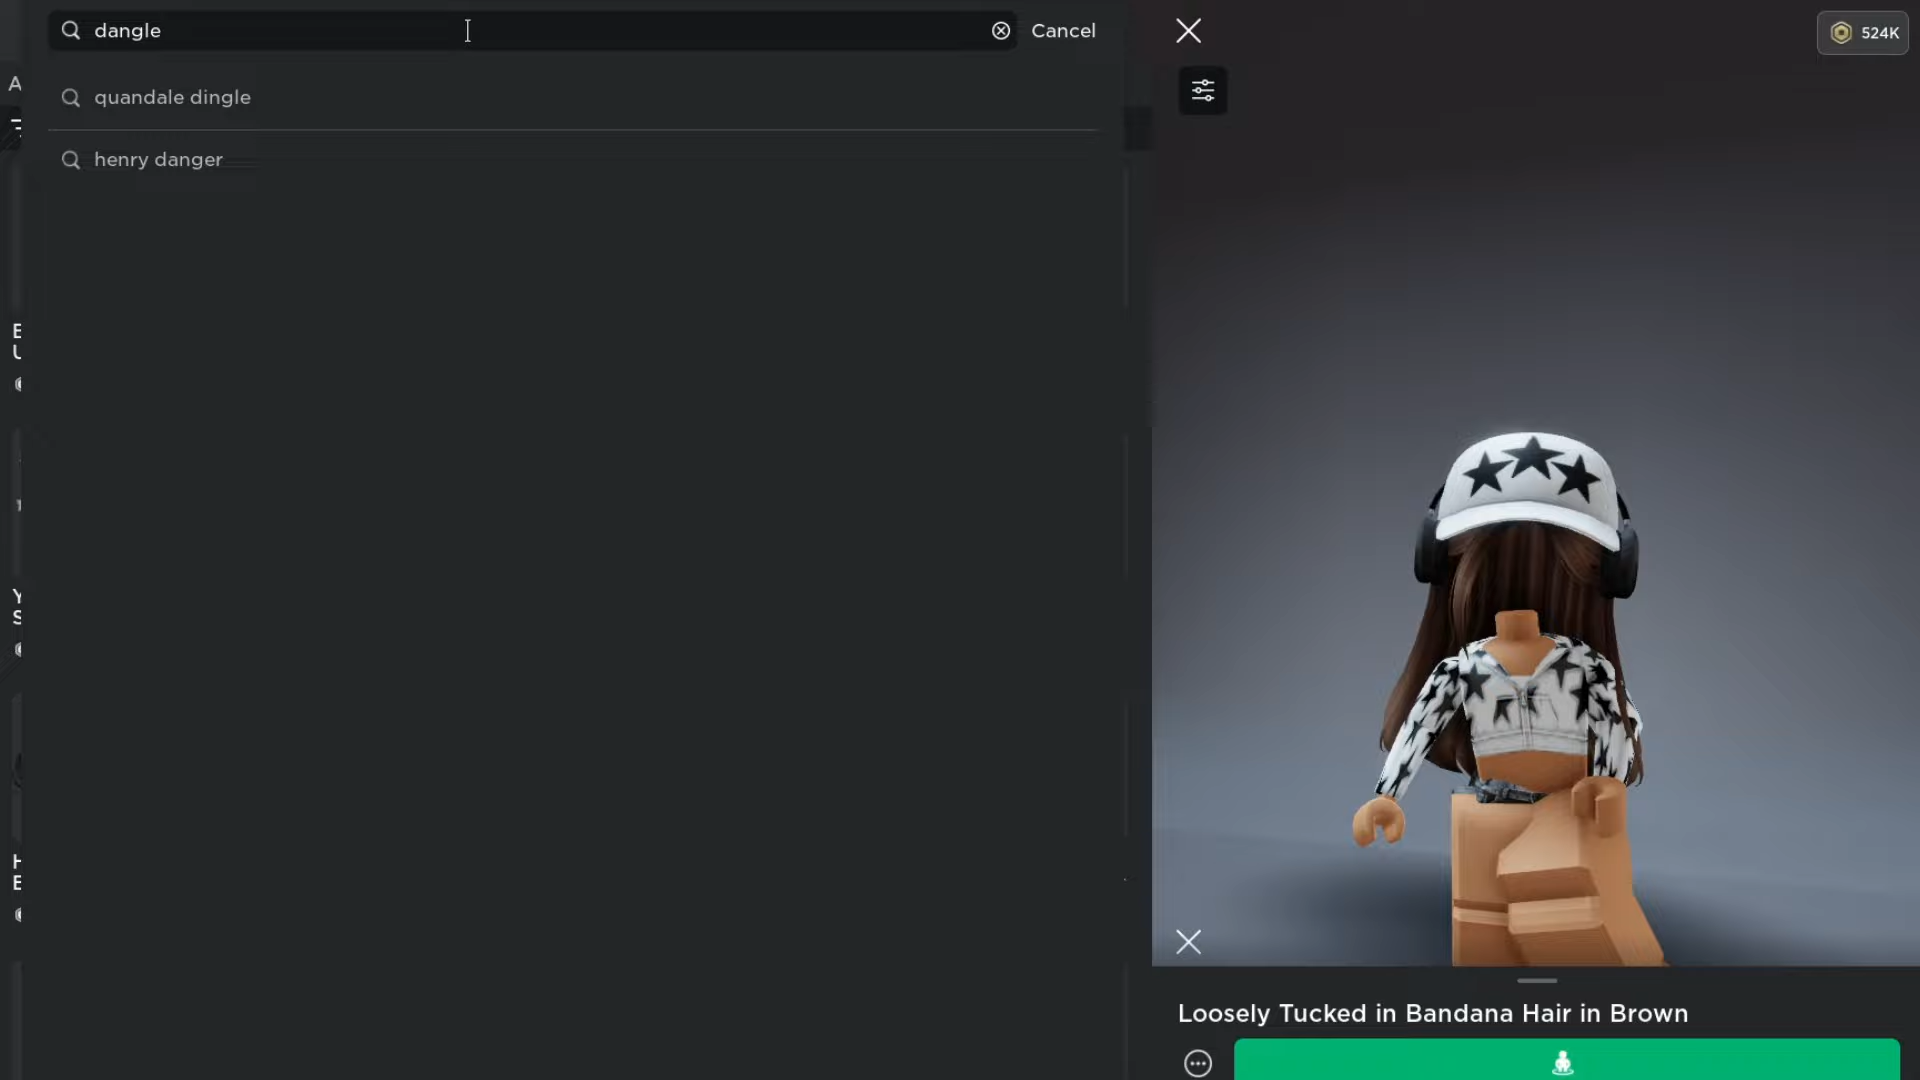 dangle
Cancel
quandale dingle
henry danger
A
E
U
Y
S
H
E
524K
Loosely Tucked in Bandana Hair in Brown